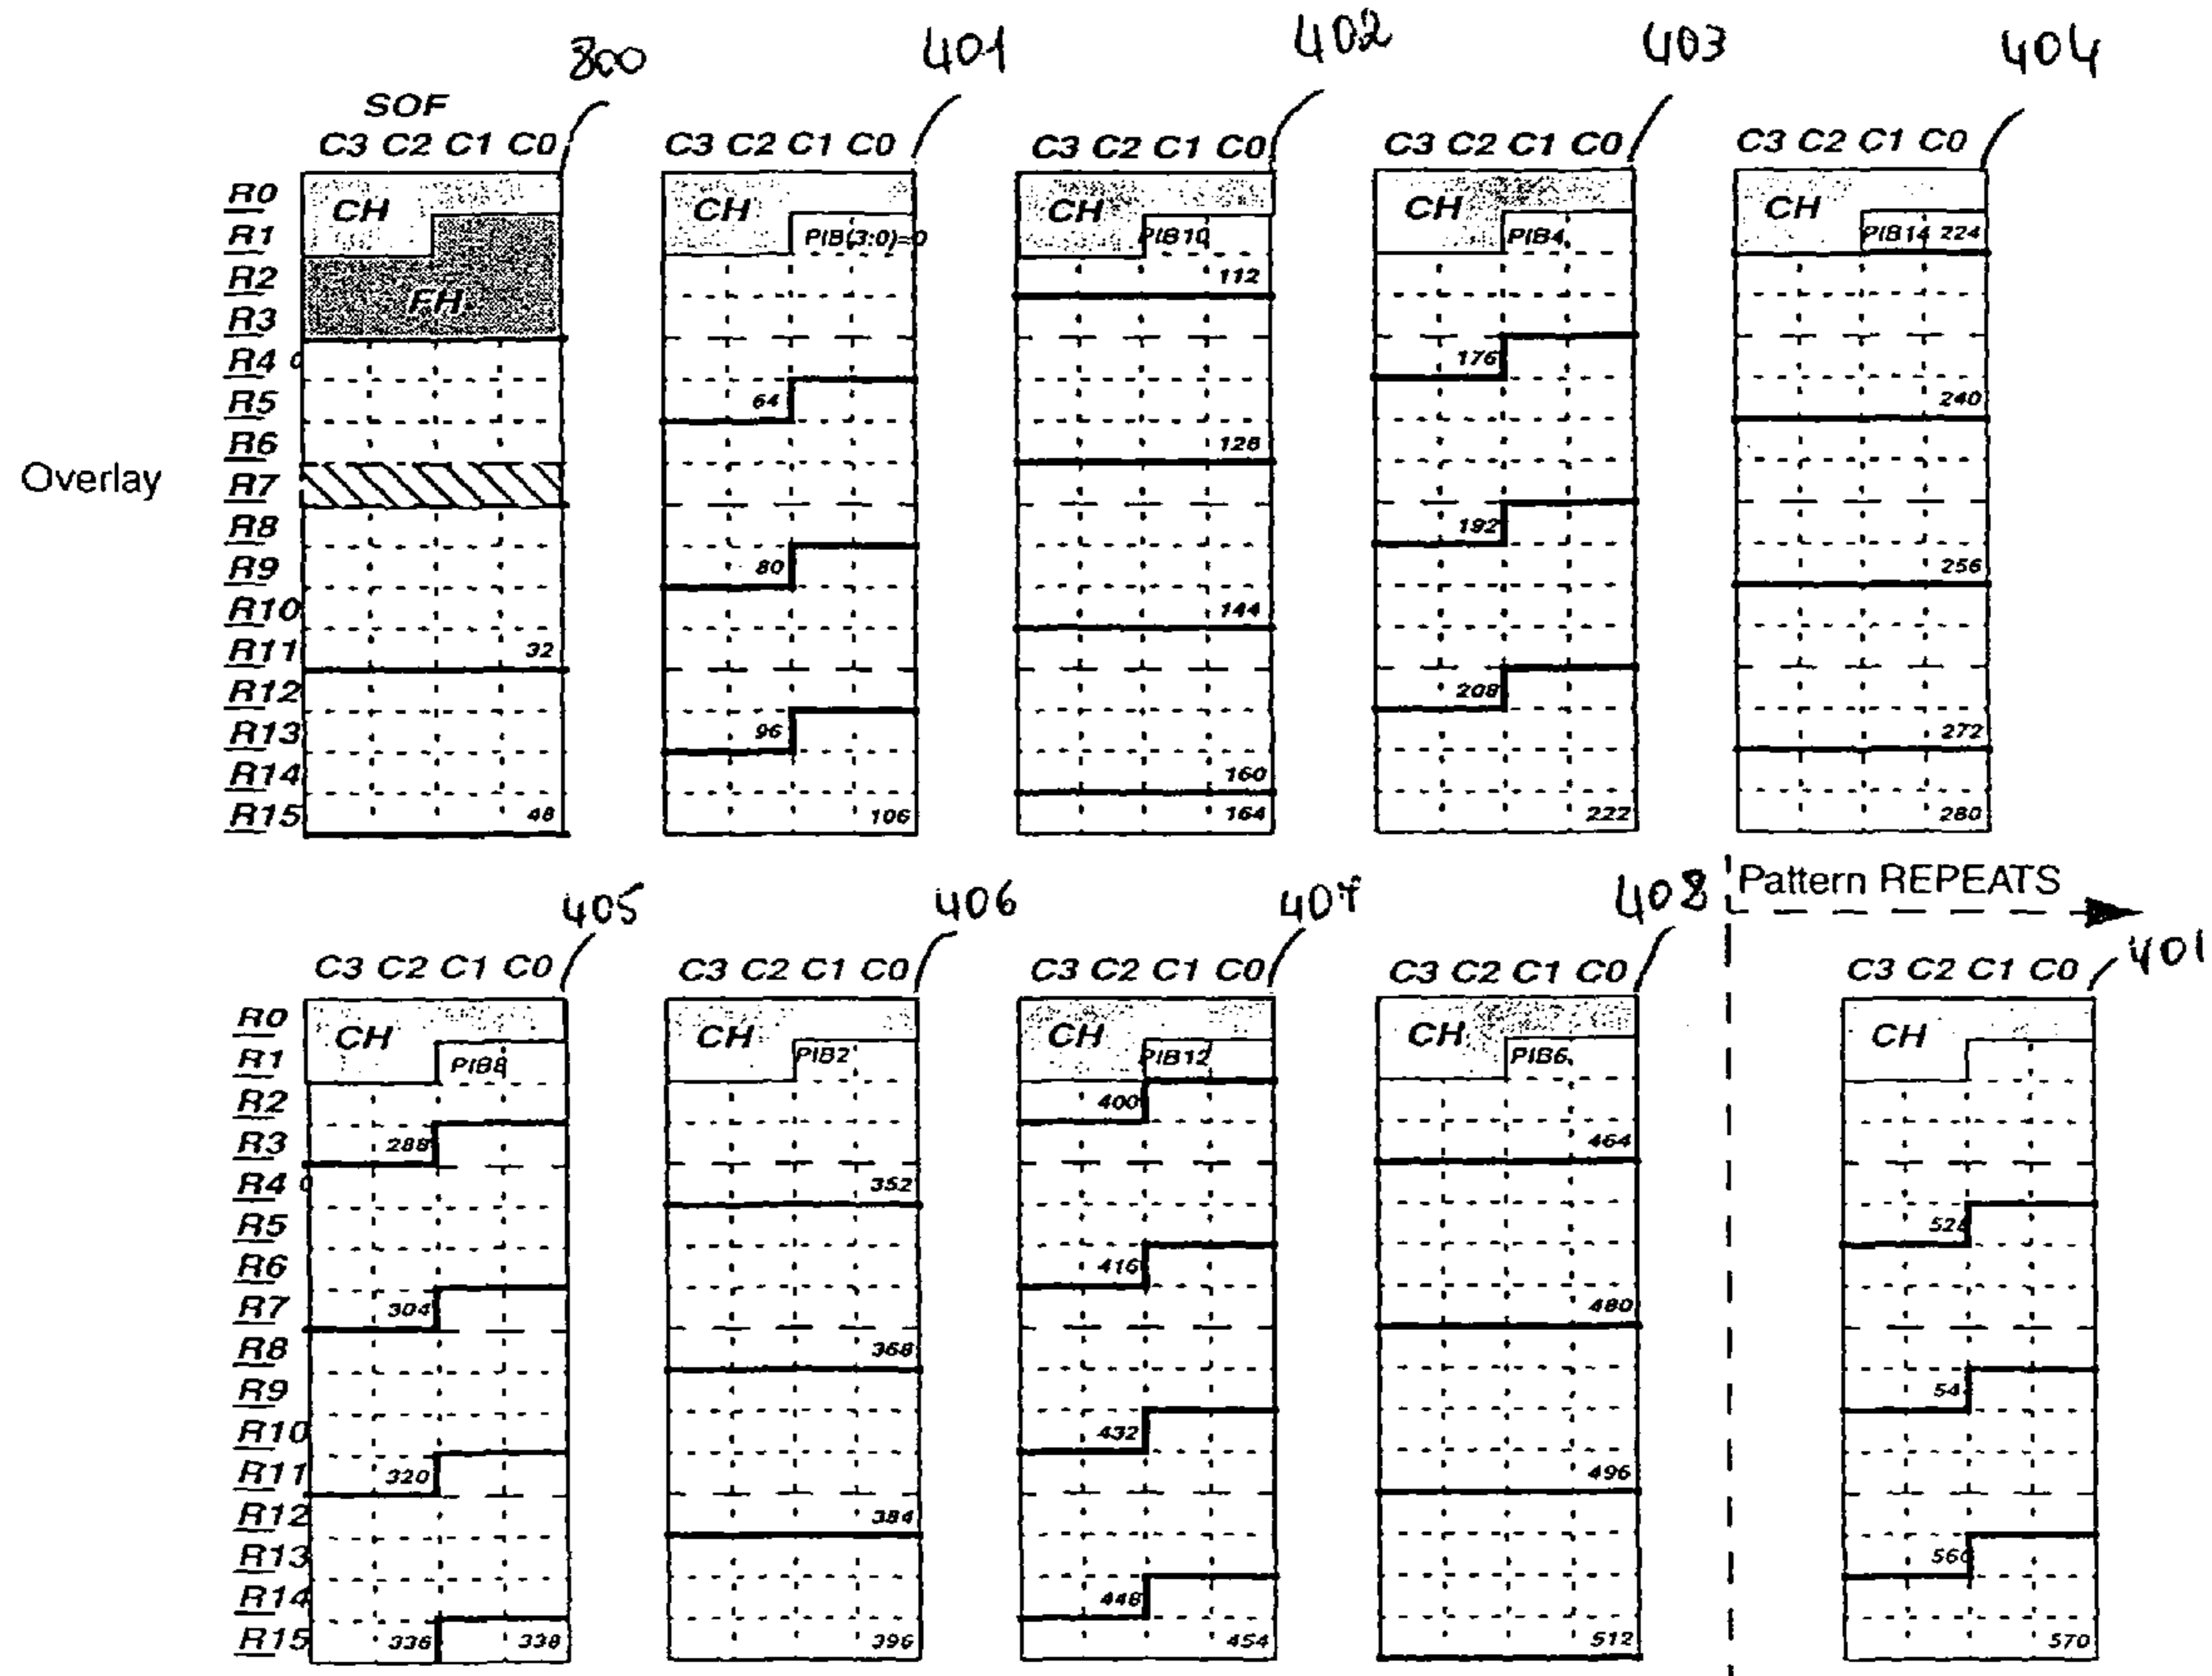 800 401 402 403 404
SOF
C3 C2 C1 C0 C3 C2 C1 C0 C3 C2 C1 C0 C3 C2 C1 C0 C3 C2 C1 C0
R0 CH CH CH CH CH
R1 PIB(3:0)=0 PIB10 PIB4 PIB14 224
R2 FH 112
R3
R4 0 176
R5 64 240
R6 128
Overlay R7
R8 192
R9 80 256
R10 144
R11 32
R12 208
R13 96 272
R14 160
R15 48 106 164 222 280
Pattern REPEATS
405 406 407 408 401
C3 C2 C1 C0 C3 C2 C1 C0 C3 C2 C1 C0 C3 C2 C1 C0 C3 C2 C1 C0
R0 CH CH CH CH CH
R1 PIB8 PIB2 PIB12 PIB6
R2 400
R3 288 464
R4 0 352
R5 528
R6 416
R7 304 480
R8 368
R9 54
R10 432
R11 320 496
R12 384
R13 560
R14 448
R15 336 338 396 454 512 570